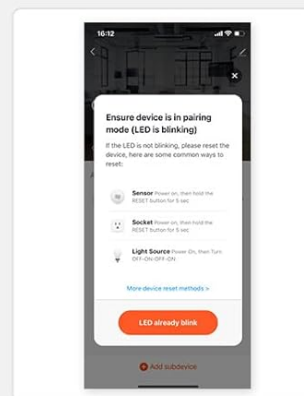 16:12
Ensure device is in pairing
mode (LED is blinking)
If the LED is not blinking, please reset the
device, here are some common ways to
reset:
Sensor Power on, then hold the
RESET button for 5 sec
Socket Power on, then hold the
RESET button for 5 sec
Light Source Power On, then Turn
OFF-ON-OFF-ON
More device reset methods >
LED already blink
Add subdevice